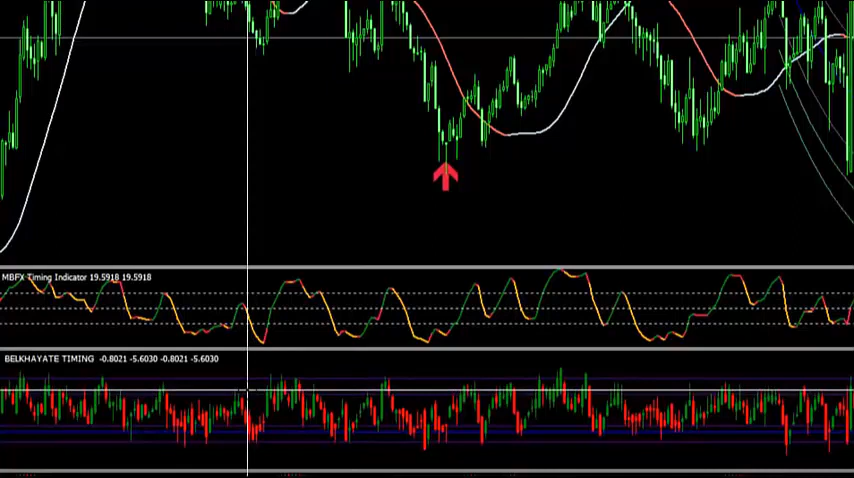 MBFX Timing Indicator 19.5918 19.5918
BELKHAYATE TIMING -0.8021 -5.6030 -0.8021 -5.6030